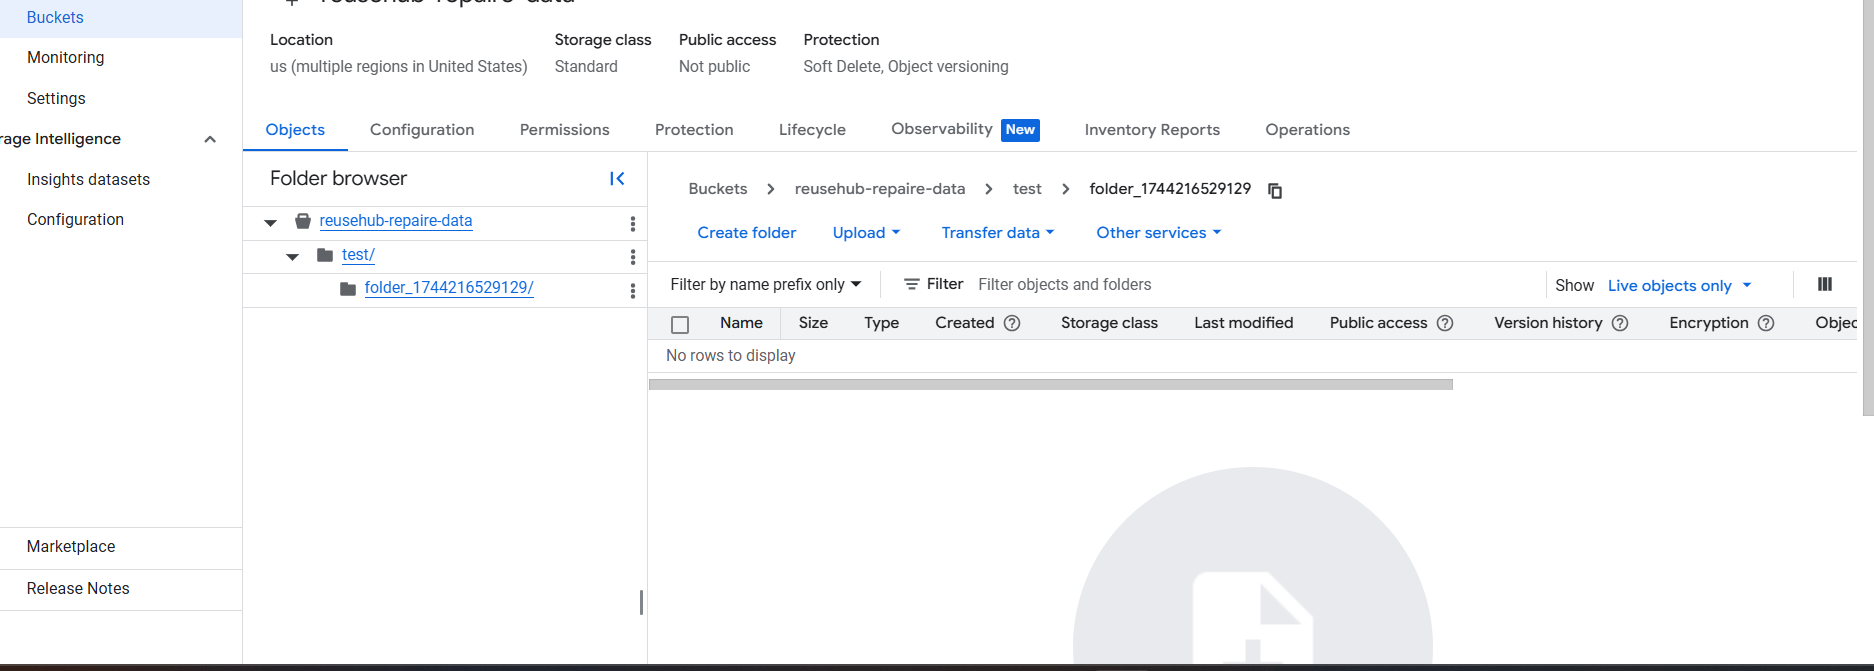 Buckets
Monitoring
Settings
rage Intelligence
Insights datasets
Configuration
Marketplace
Release Notes
reusehub-repaire-data
Location
us (multiple regions in United States)
Storage class
Standard
Public access
Not public
Protection
Soft Delete, Object versioning
Objects
Configuration
Permissions
Protection
Lifecycle
Observability New
Inventory Reports
Operations
Folder browser
reusehub-repaire-data
test/
folder_1744216529129/
Buckets > reusehub-repaire-data > test > folder_1744216529129
Create folder
Upload
Transfer data
Other services
Filter by name prefix only
Filter Filter objects and folders
Show Live objects only
Name Size Type Created Storage class Last modified Public access Version history Encryption Objec
No rows to display